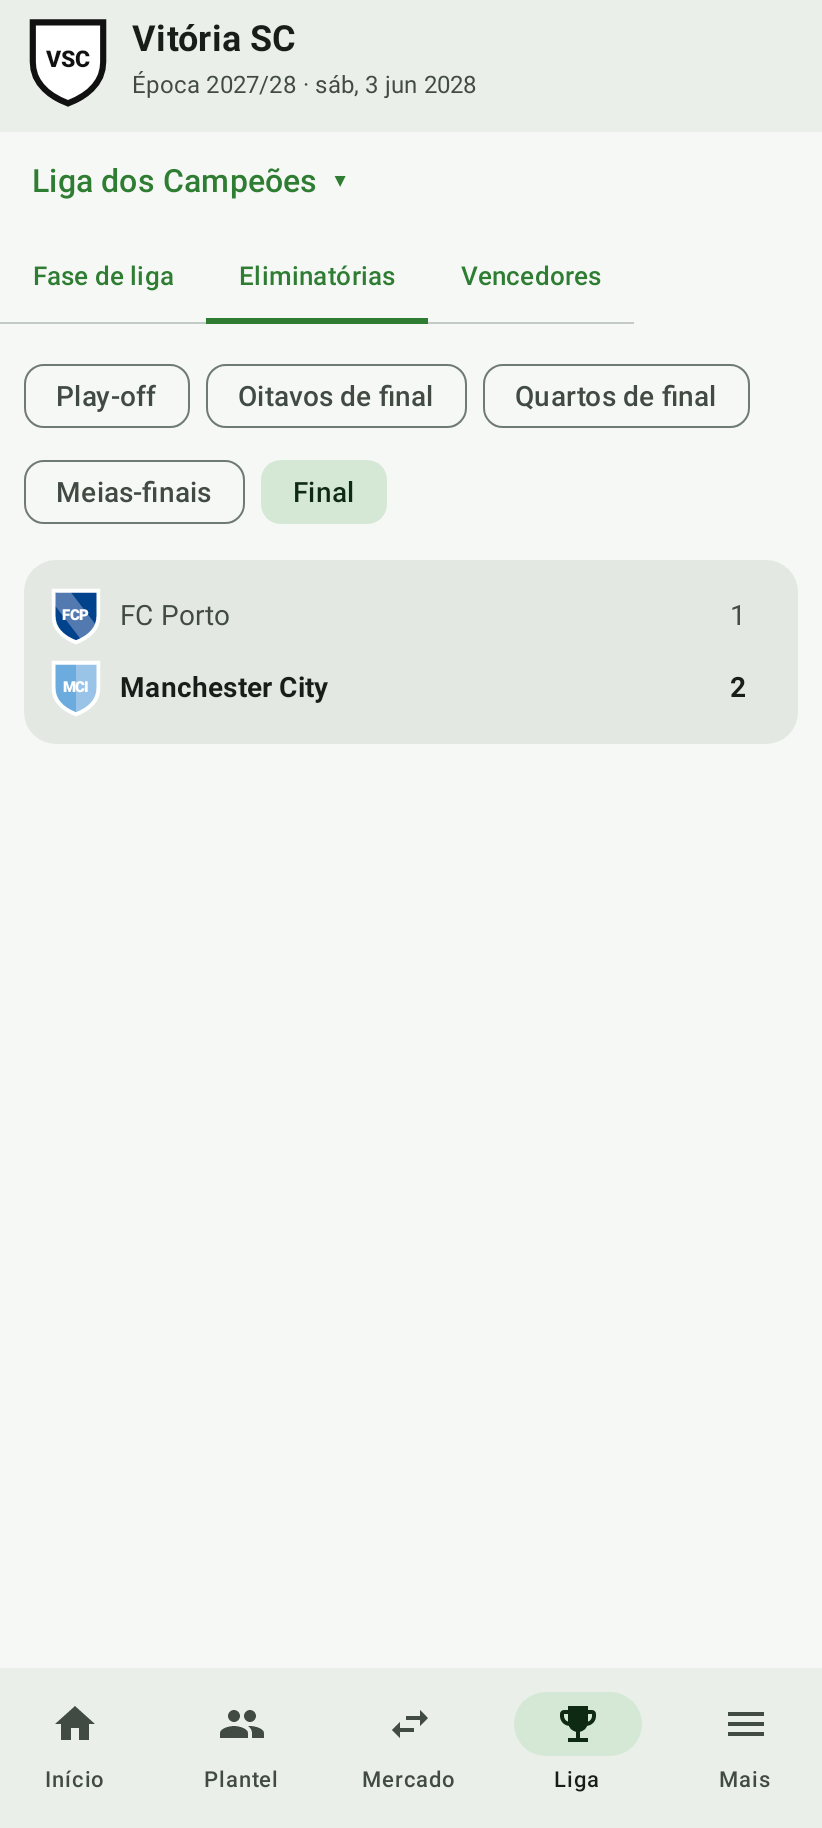 VSC
Vitória SC
Época 2027/28 · sáb, 3 jun 2028
Liga dos Campeões ▼
Fase de liga Eliminatórias Vencedores
Play-off Oitavos de final Quartos de final
Meias-finais Final
FCP FC Porto 1
MCI Manchester City 2
Início Plantel Mercado Liga Mais